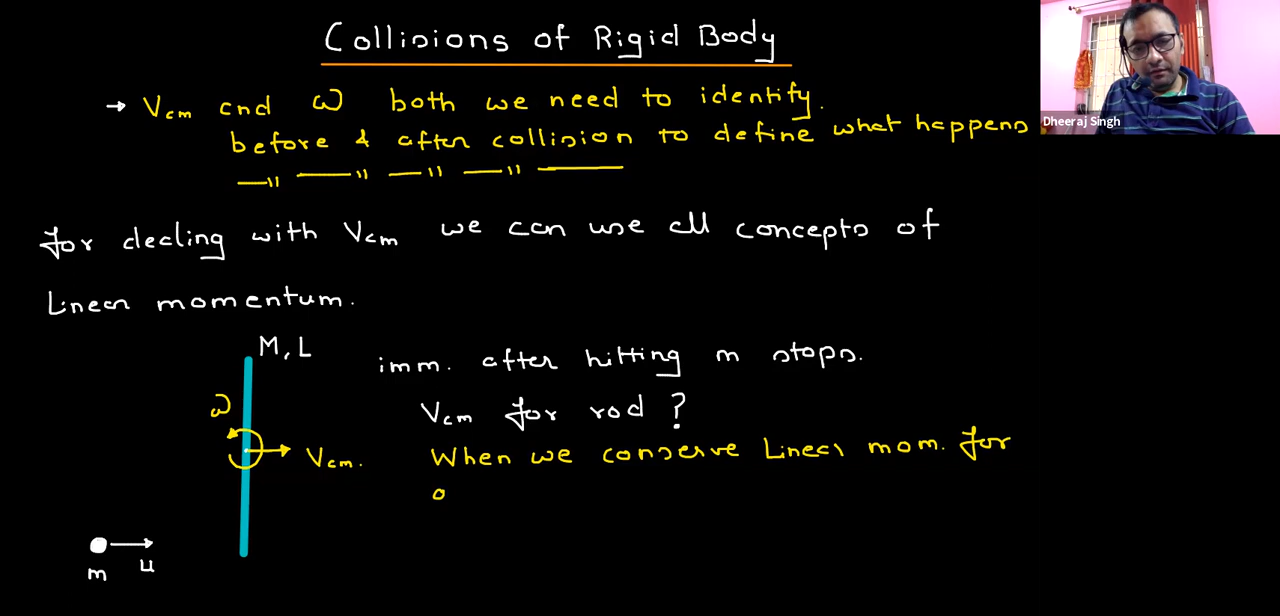 Collisions of Rigid Body
→ Vcm and ω both we need to identify.
before & after collision to define what happens
—〃 —〃 —〃 —〃 —
Dheeraj Singh
for dealing with Vcm we can use all concepts of
Linear momentum.
M, L
imm. after hitting m stops.
ω
Vcm for rod ?
Vcm.
When we conserve Linear mom. for
o
m
u